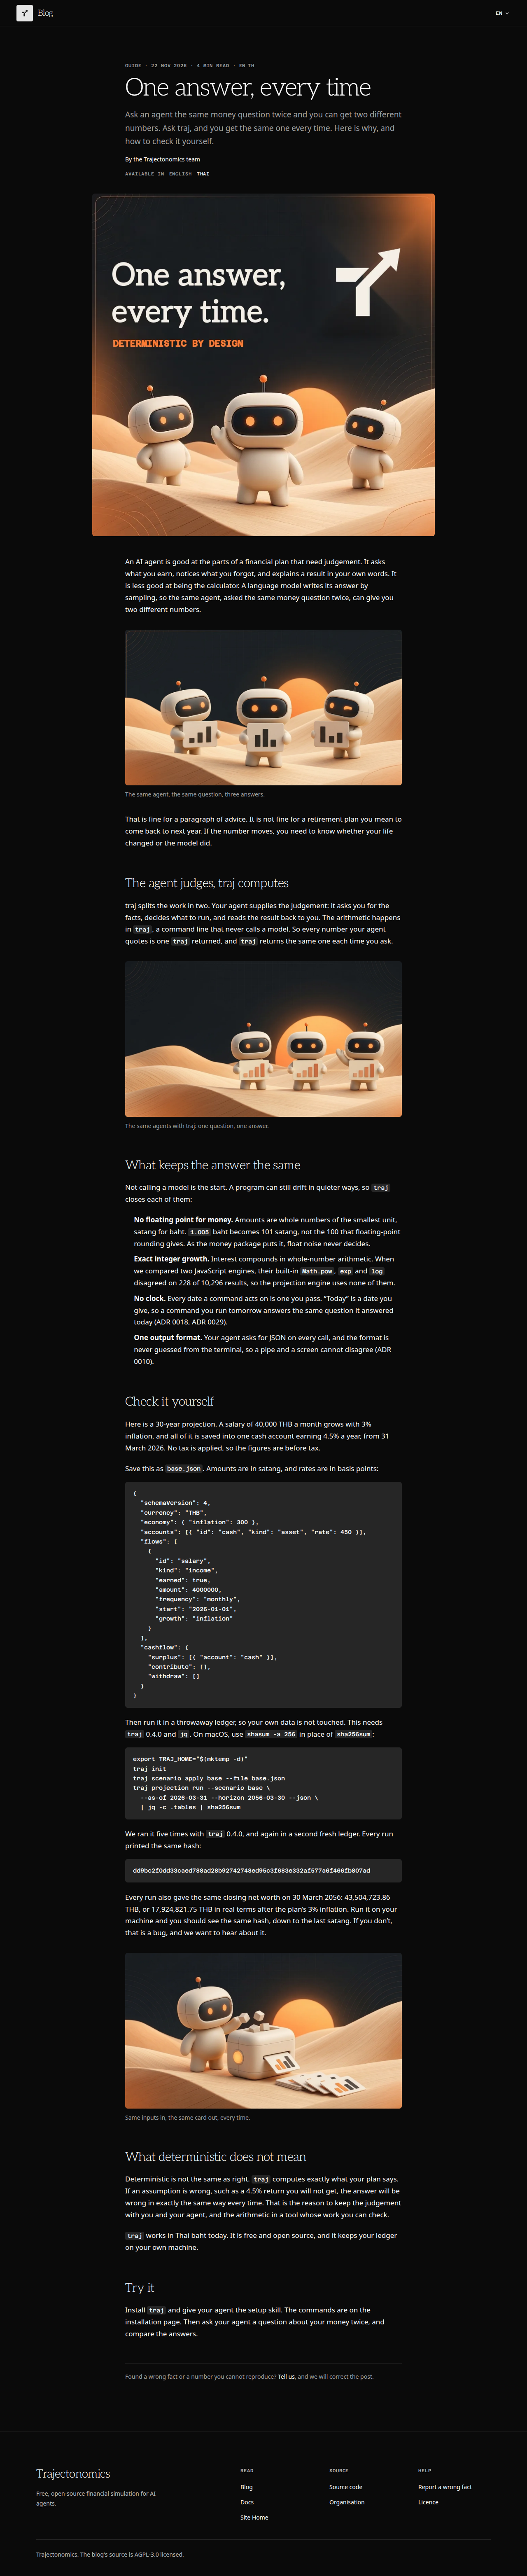 Blog
EN
GUIDE · 22 NOV 2026 · 4 MIN READ · EN TH
One answer, every time
Ask an agent the same money question twice and you can get two different
numbers. Ask traj, and you get the same one every time. Here is why, and
how to check it yourself.
By the Trajectonomics team
AVAILABLE IN ENGLISH THAI
One answer,
every time.
DETERMINISTIC BY DESIGN
An AI agent is good at the parts of a financial plan that need judgement. It asks
what you earn, notices what you forgot, and explains a result in your own words. It
is less good at being the calculator. A language model writes its answer by
sampling, so the same agent, asked the same money question twice, can give you
two different numbers.
The same agent, the same question, three answers.
That is fine for a paragraph of advice. It is not fine for a retirement plan you mean to
come back to next year. If the number moves, you need to know whether your life
changed or the model did.
The agent judges, traj computes
traj splits the work in two. Your agent supplies the judgement: it asks you for the
facts, decides what to run, and reads the result back to you. The arithmetic happens
in traj, a command line that never calls a model. So every number your agent
quotes is one traj returned, and traj returns the same one each time you ask.
The same agents with traj: one question, one answer.
What keeps the answer the same
Not calling a model is the start. A program can still drift in quieter ways, so traj
closes each of them:
No floating point for money. Amounts are whole numbers of the smallest unit,
satang for baht. 1.005 baht becomes 101 satang, not the 100 that floating-point
rounding gives. As the money package puts it, float noise never decides.
Exact integer growth. Interest compounds in whole-number arithmetic. When
we compared two JavaScript engines, their built-in Math.pow, exp and log
disagreed on 228 of 10,296 results, so the projection engine uses none of them.
No clock. Every date a command acts on is one you pass. “Today” is a date you
give, so a command you run tomorrow answers the same question it answered
today (ADR 0018, ADR 0029).
One output format. Your agent asks for JSON on every call, and the format is
never guessed from the terminal, so a pipe and a screen cannot disagree (ADR
0010).
Check it yourself
Here is a 30-year projection. A salary of 40,000 THB a month grows with 3%
inflation, and all of it is saved into one cash account earning 4.5% a year, from 31
March 2026. No tax is applied, so the figures are before tax.
Save this as base.json. Amounts are in satang, and rates are in basis points:
{
"schemaVersion": 4,
"currency": "THB",
"economy": { "inflation": 300 },
"accounts": [{ "id": "cash", "kind": "asset", "rate": 450 }],
"flows": [
{
"id": "salary",
"kind": "income",
"earned": true,
"amount": 4000000,
"frequency": "monthly",
"start": "2026-01-01",
"growth": "inflation"
}
],
"cashflow": {
"surplus": [{ "account": "cash" }],
"contribute": [],
"withdraw": []
}
}
Then run it in a throwaway ledger, so your own data is not touched. This needs
traj 0.4.0 and jq. On macOS, use shasum -a 256 in place of sha256sum:
export TRAJ_HOME="$(mktemp -d)"
traj init
traj scenario apply base --file base.json
traj projection run --scenario base \
--as-of 2026-03-31 --horizon 2056-03-30 --json \
| jq -c .tables | sha256sum
We ran it five times with traj 0.4.0, and again in a second fresh ledger. Every run
printed the same hash:
dd9bc2f0dd33caed788ad28b92742748ed95c3f683e332af577a6f466fb807ad
Every run also gave the same closing net worth on 30 March 2056: 43,504,723.86
THB, or 17,924,821.75 THB in real terms after the plan’s 3% inflation. Run it on your
machine and you should see the same hash, down to the last satang. If you don’t,
that is a bug, and we want to hear about it.
Same inputs in, the same card out, every time.
What deterministic does not mean
Deterministic is not the same as right. traj computes exactly what your plan says.
If an assumption is wrong, such as a 4.5% return you will not get, the answer will be
wrong in exactly the same way every time. That is the reason to keep the judgement
with you and your agent, and the arithmetic in a tool whose work you can check.
traj works in Thai baht today. It is free and open source, and it keeps your ledger
on your own machine.
Try it
Install traj and give your agent the setup skill. The commands are on the
installation page. Then ask your agent a question about your money twice, and
compare the answers.
Found a wrong fact or a number you cannot reproduce? Tell us, and we will correct the post.
Trajectonomics
Free, open-source financial simulation for AI
agents.
READ
Blog
Docs
Site Home
SOURCE
Source code
Organisation
HELP
Report a wrong fact
Licence
Trajectonomics. The blog's source is AGPL-3.0 licensed.